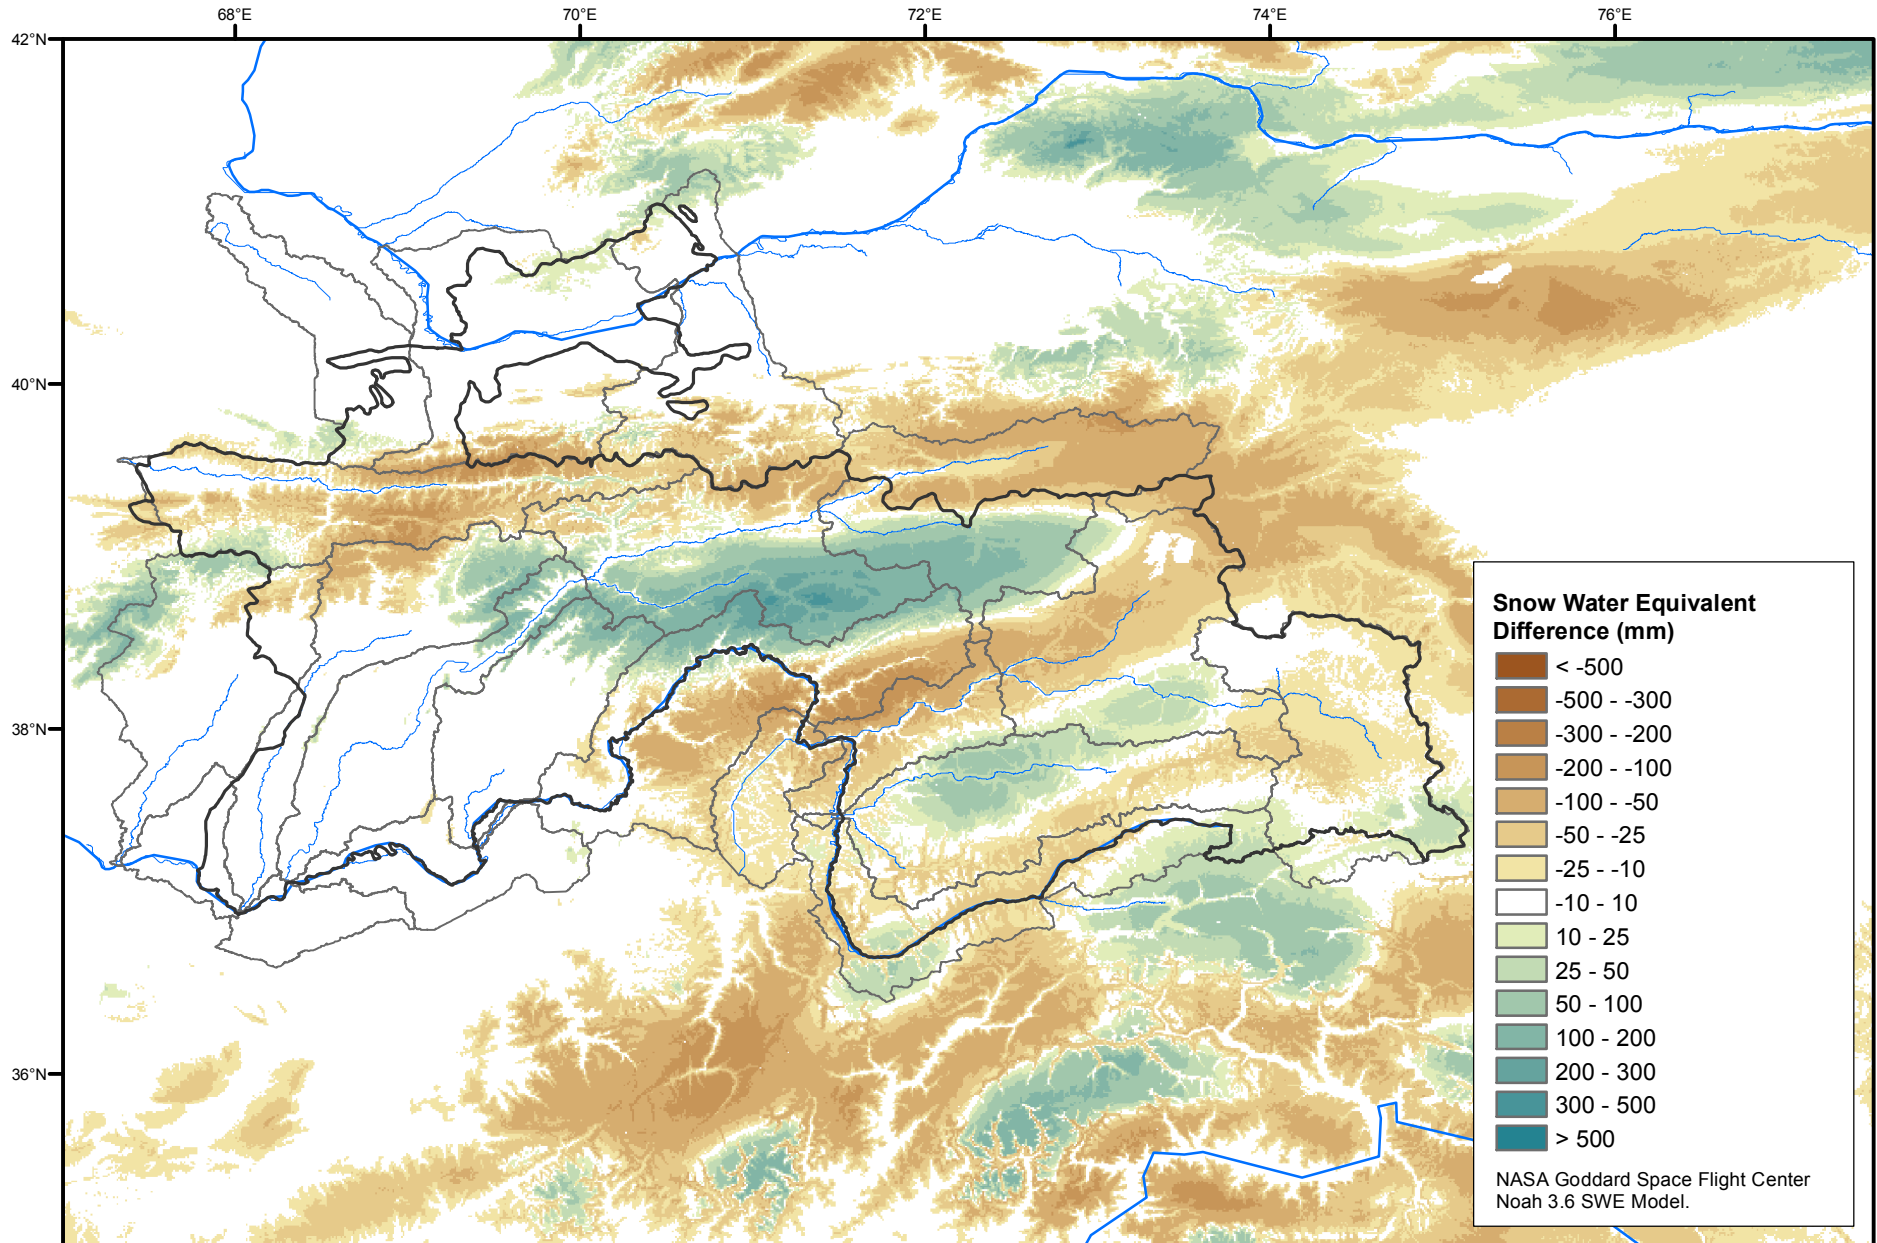 68°E 70°E 72°E 74°E 76°E
42°N
40°N
38°N
36°N
Snow Water Equivalent
Difference (mm)
< -500
-500 - -300
-300 - -200
-200 - -100
-100 - -50
-50 - -25
-25 - -10
-10 - 10
10 - 25
25 - 50
50 - 100
100 - 200
200 - 300
300 - 500
> 500
NASA Goddard Space Flight Center
Noah 3.6 SWE Model.